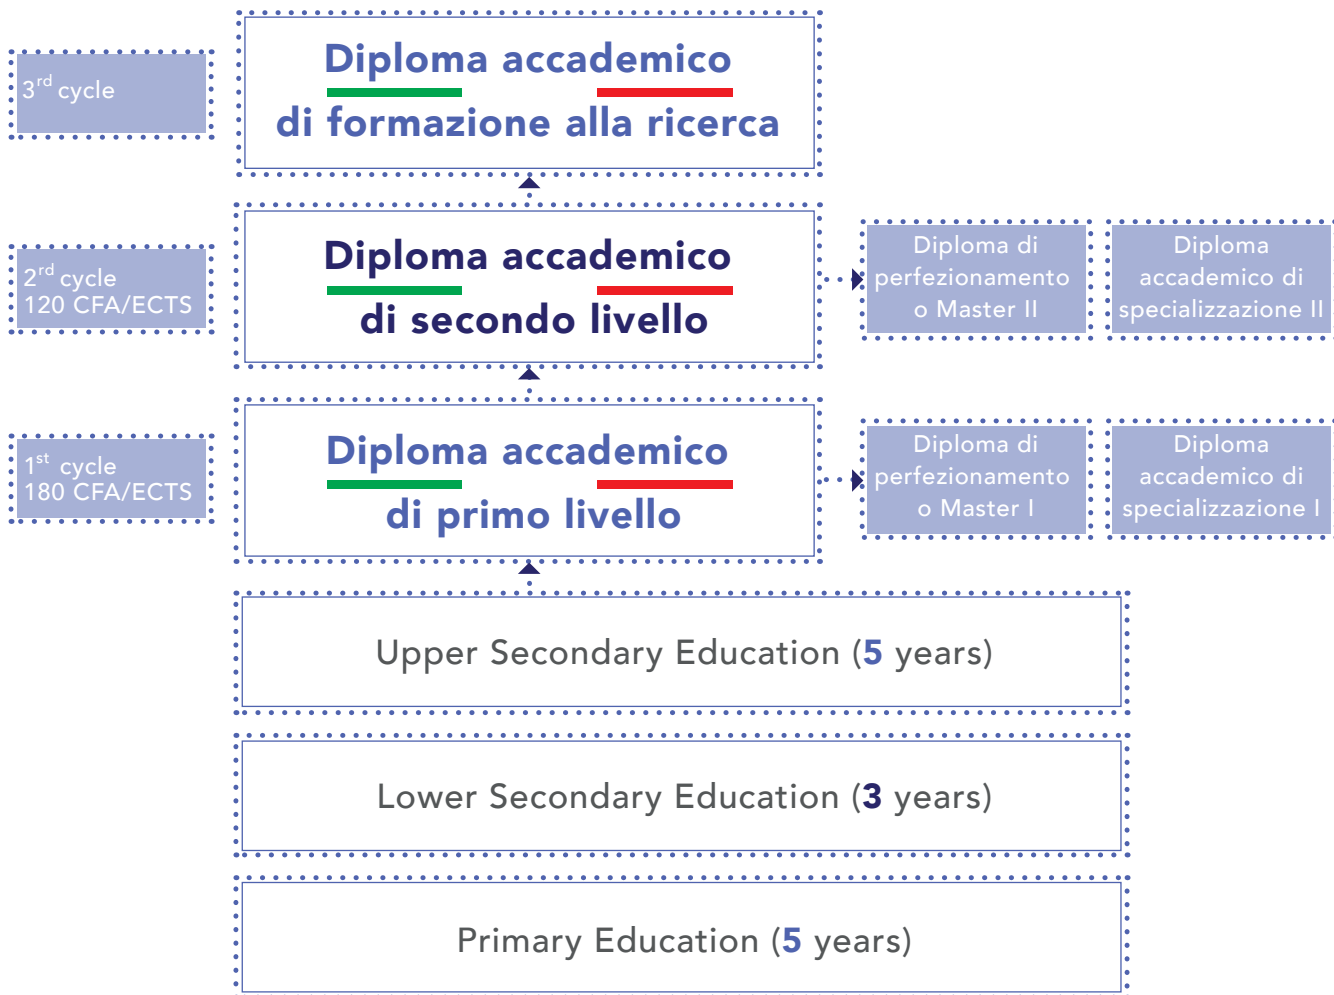 3rd cycle
Diploma accademico
di formazione alla ricerca
2rd cycle
120 CFA/ECTS
Diploma accademico
di secondo livello
Diploma di
perfezionamento
o Master II
Diploma
accademico di
specializzazione II
1st cycle
180 CFA/ECTS
Diploma accademico
di primo livello
Diploma di
perfezionamento
o Master I
Diploma
accademico di
specializzazione I
Upper Secondary Education (5 years)
Lower Secondary Education (3 years)
Primary Education (5 years)